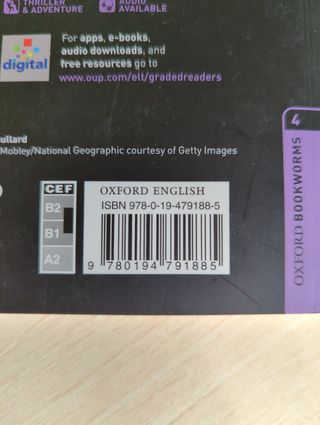 THRILLER
& ADVENTURE
AUDIO
AVAILABLE
For apps, e-books,
audio downloads, and
free resources go to
www.oup.com/elt/gradedreaders
digital
ullard
Mobley/National Geographic courtesy of Getty Images
CEF
B2
B1
A2
OXFORD ENGLISH
ISBN 978-0-19-479188-5
9 780194 791885
4
OXFORD BOOKWORMS